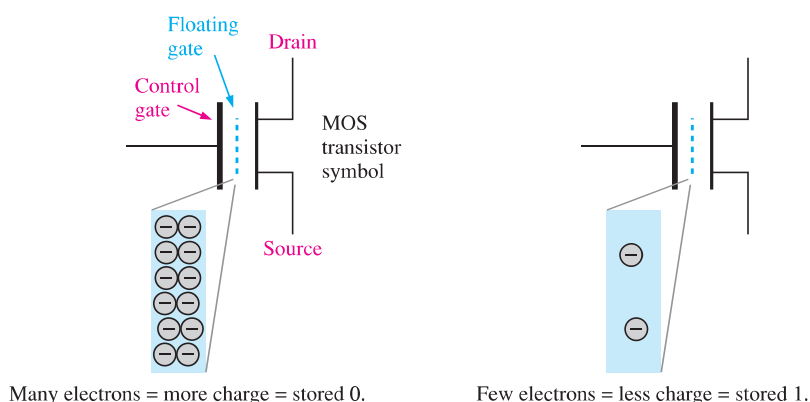 Floating
gate
Drain
Control
gate
MOS
transistor
symbol
Source
Many electrons = more charge = stored 0.
Few electrons = less charge = stored 1.